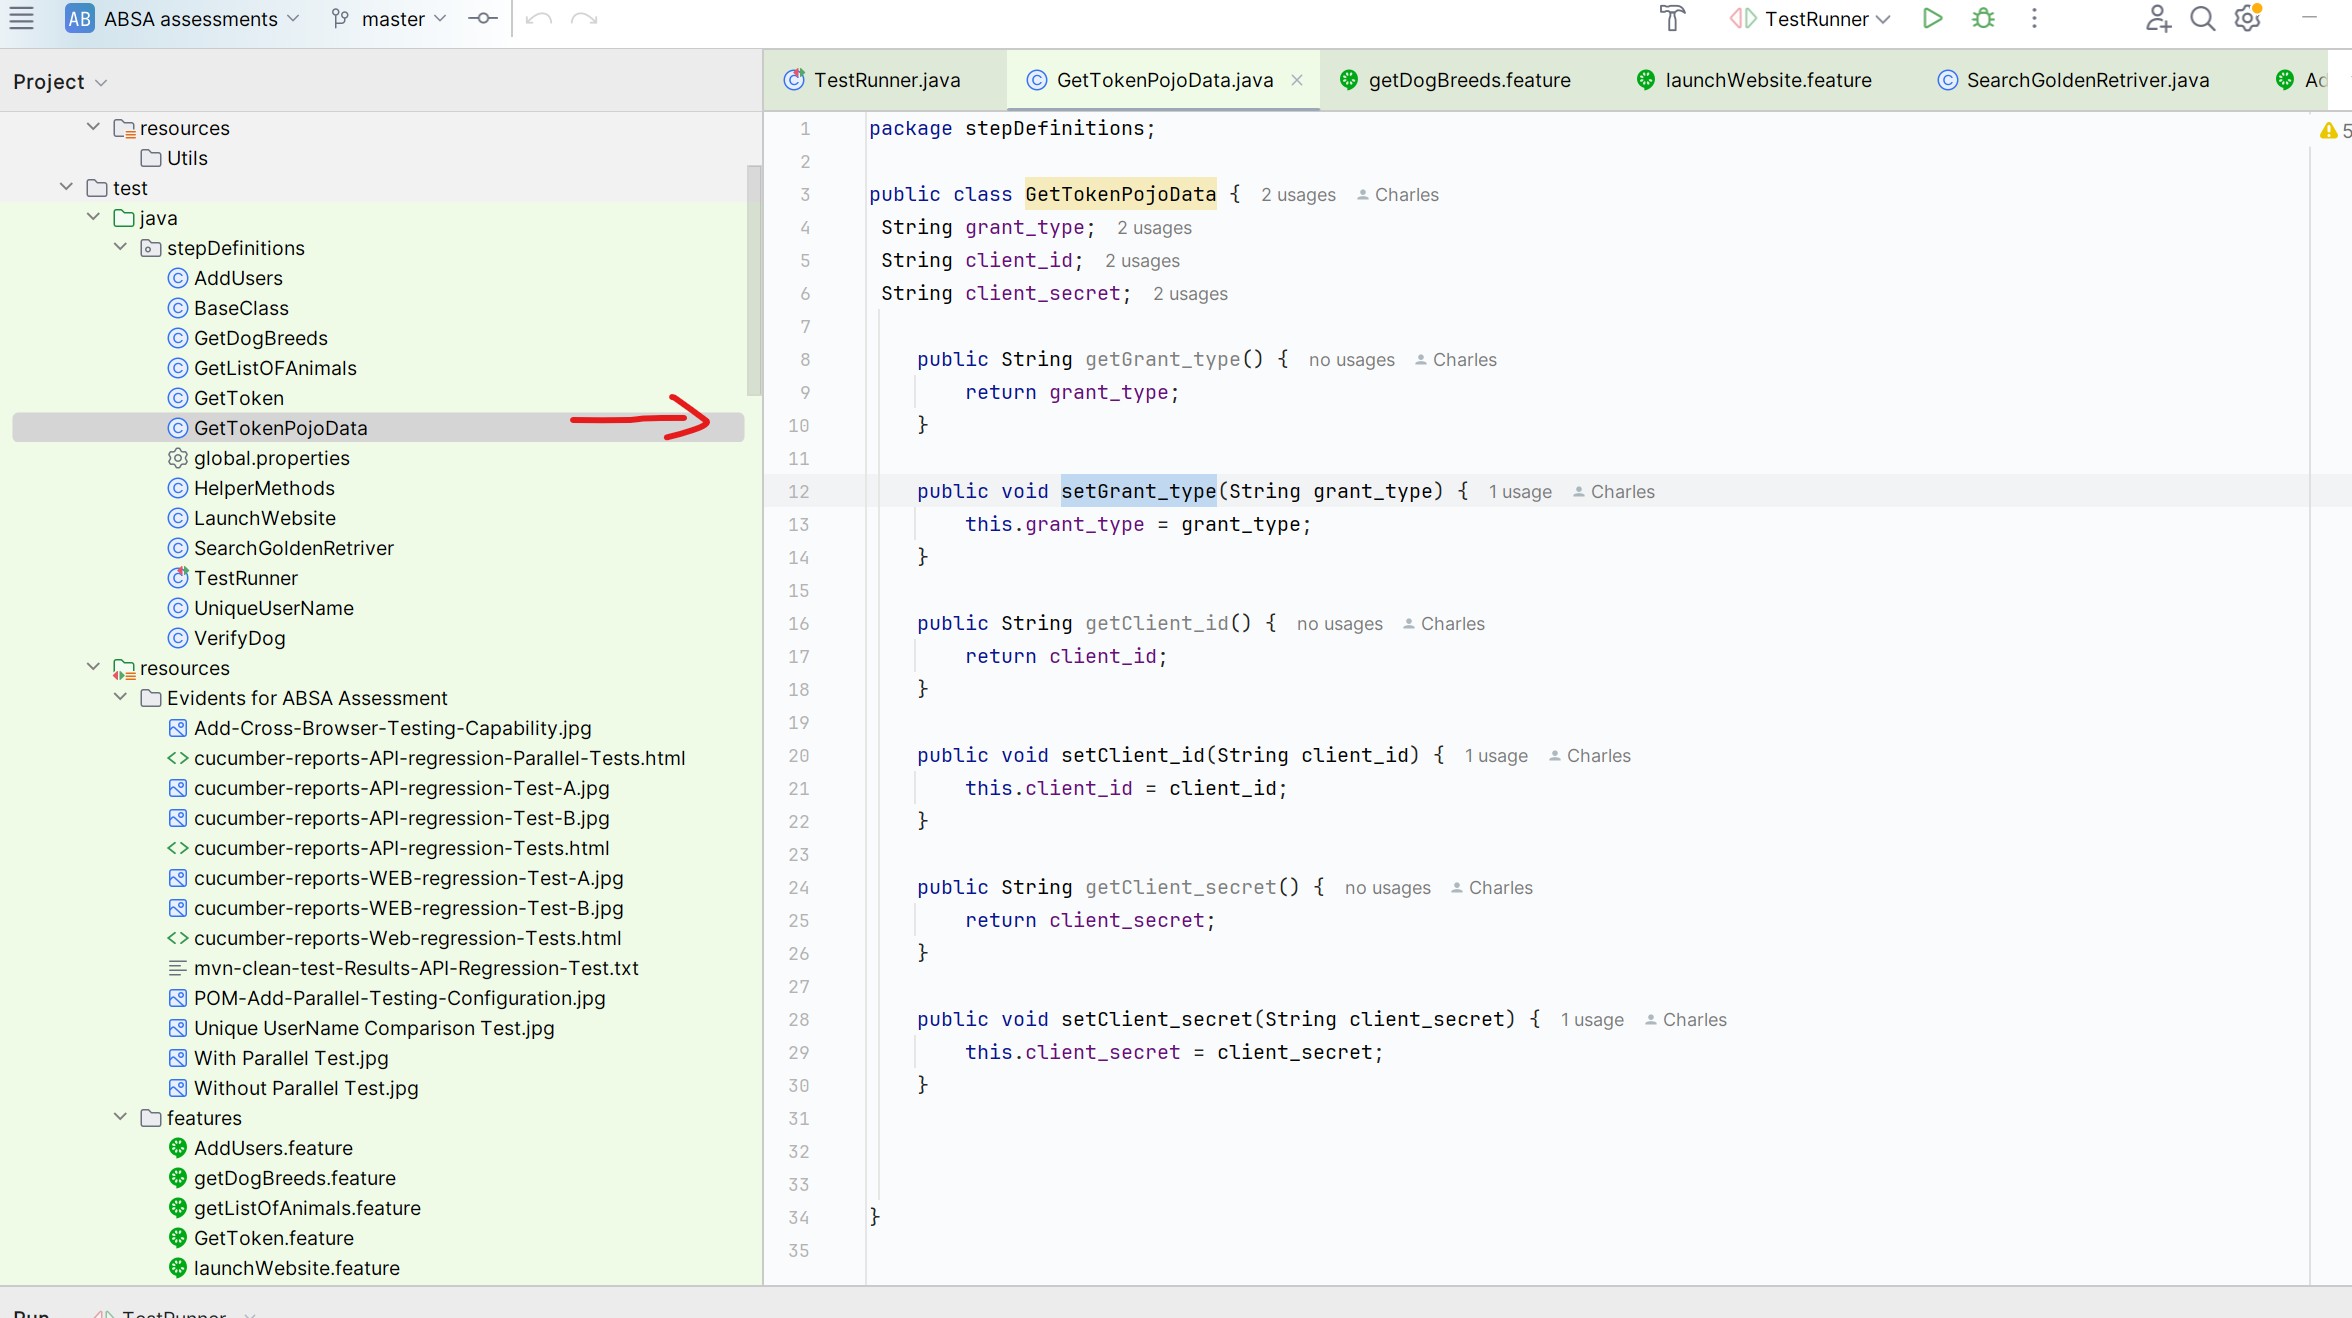 AB ABSA assessments master TestRunner
Project
TestRunner.java GetTokenPojoData.java getDogBreeds.feature launchWebsite.feature SearchGoldenRetriver.java
resources
Utils
test
java
stepDefinitions
AddUsers
BaseClass
GetDogBreeds
GetListOFAnimals
GetToken
GetTokenPojoData
global.properties
HelperMethods
LaunchWebsite
SearchGoldenRetriver
TestRunner
UniqueUserName
VerifyDog
resources
Evidents for ABSA Assessment
Add-Cross-Browser-Testing-Capability.jpg
cucumber-reports-API-regression-Parallel-Tests.html
cucumber-reports-API-regression-Test-A.jpg
cucumber-reports-API-regression-Test-B.jpg
cucumber-reports-API-regression-Tests.html
cucumber-reports-WEB-regression-Test-A.jpg
cucumber-reports-WEB-regression-Test-B.jpg
cucumber-reports-Web-regression-Tests.html
mvn-clean-test-Results-API-Regression-Test.txt
POM-Add-Parallel-Testing-Configuration.jpg
Unique UserName Comparison Test.jpg
With Parallel Test.jpg
Without Parallel Test.jpg
features
AddUsers.feature
getDogBreeds.feature
getListOfAnimals.feature
GetToken.feature
launchWebsite.feature
1 package stepDefinitions; 5
2
3 public class GetTokenPojoData { 2 usages Charles
4 String grant_type; 2 usages
5 String client_id; 2 usages
6 String client_secret; 2 usages
7
8 public String getGrant_type() { no usages Charles
9 return grant_type;
10 }
11
12 public void setGrant_type(String grant_type) { 1 usage Charles
13 this.grant_type = grant_type;
14 }
15
16 public String getClient_id() { no usages Charles
17 return client_id;
18 }
19
20 public void setClient_id(String client_id) { 1 usage Charles
21 this.client_id = client_id;
22 }
23
24 public String getClient_secret() { no usages Charles
25 return client_secret;
26 }
27
28 public void setClient_secret(String client_secret) { 1 usage Charles
29 this.client_secret = client_secret;
30 }
31
32
33
34 }
35
Run TestRunner